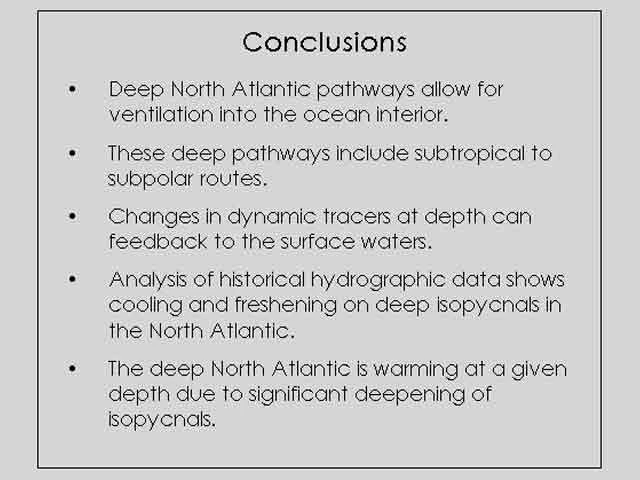 Conclusions
• Deep North Atlantic pathways allow for
ventilation into the ocean interior.
• These deep pathways include subtropical to
subpolar routes.
• Changes in dynamic tracers at depth can
feedback to the surface waters.
• Analysis of historical hydrographic data shows
cooling and freshening on deep isopycnals in
the North Atlantic.
• The deep North Atlantic is warming at a given
depth due to significant deepening of
isopycnals.